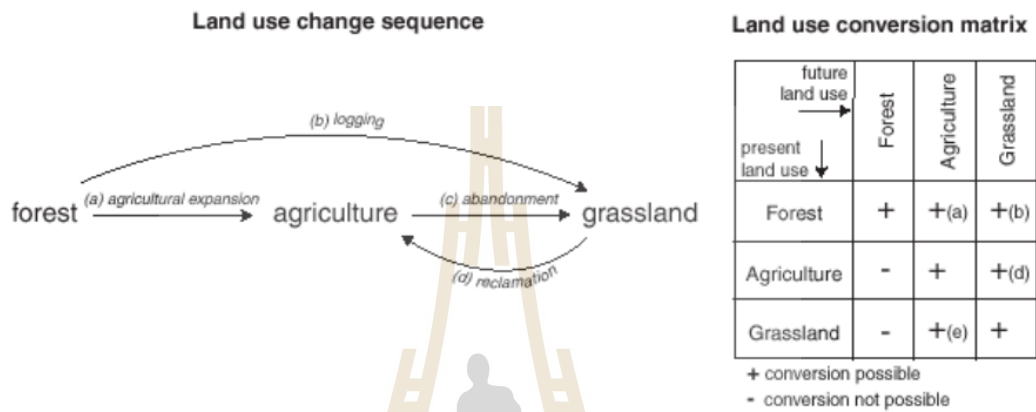 Land use change sequence
(b) logging
forest (a) agricultural expansion agriculture (c) abandonment grassland
(d) reclamation
Land use conversion matrix
future
land use
present
land use
Forest
Agriculture
Grassland
Forest + +(a) +(b)
Agriculture - + +(d)
Grassland - +(e) +
+ conversion possible
- conversion not possible